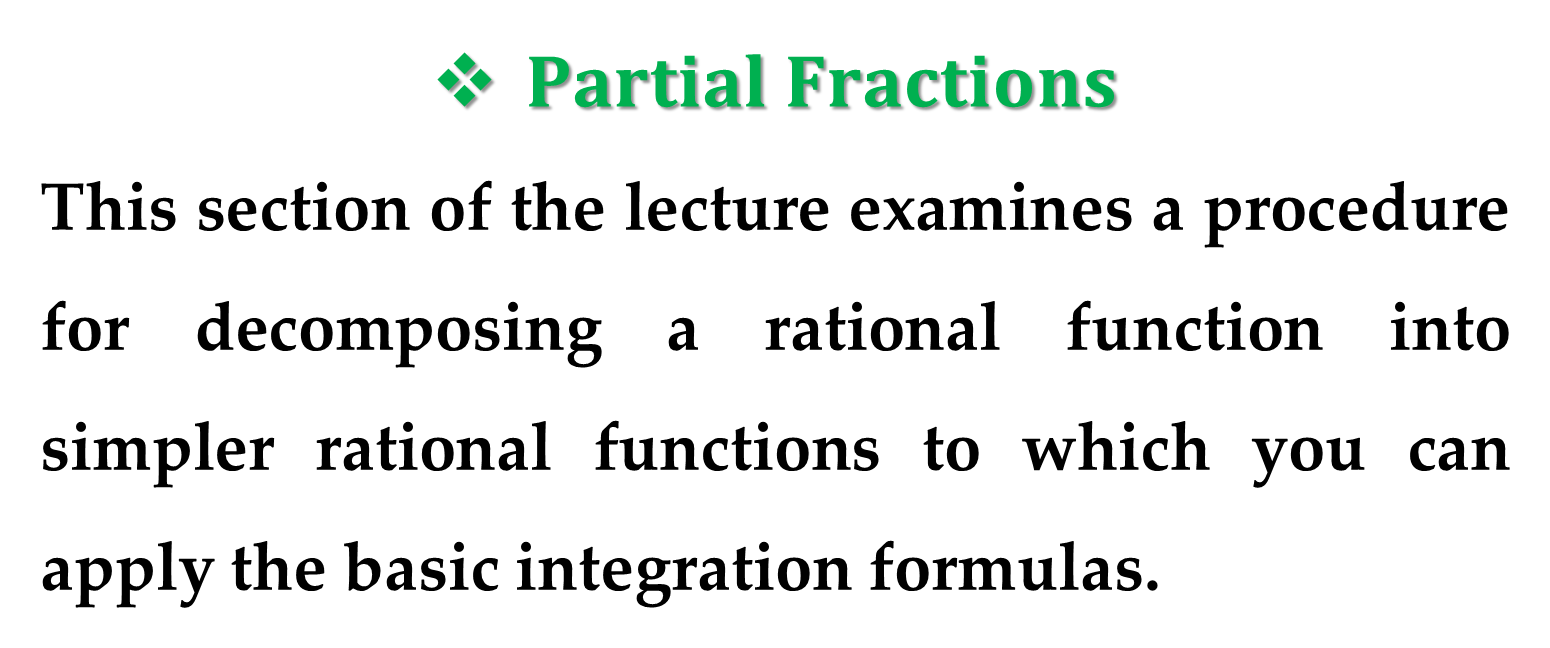 ❖ Partial Fractions
This section of the lecture examines a procedure
for decomposing a rational function into
simpler rational functions to which you can
apply the basic integration formulas.